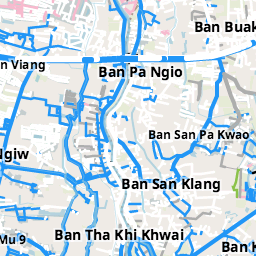 Ban Buak
n Viang
Ban Pa Ngio
Ban San Pa Kwao
Ngiw
Ban San Klang
Ban Tha Khi Khwai
Mu 9
Ban K